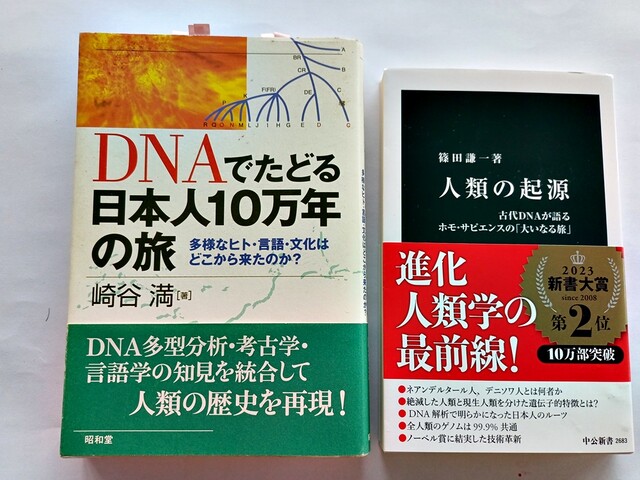 A
BR
B
CR
C
F(FR)
DE
R Q O N M L J I H G E D C
DNAでたどる
日本人10万年
の旅
多様なヒト・言語・文化は
どこから来たのか?
崎谷 満[著]
DNA多型分析・考古学・
言語学の知見を統合して
人類の歴史を再現!
昭和堂
篠田謙一著
人類の起源
古代DNAが語る
ホモ・サピエンスの「大いなる旅」
進化
人類学の
最前線!
2023
新書大賞
since 2008
第2位
10万部突破
●ネアンデルタール人,デニソワ人とは何者か
●絶滅した人類と現生人類を分けた遺伝子的特徴とは?
●DNA解析で明らかになった日本人のルーツ
●全人類のゲノムは99.9%共通
●ノーベル賞に結実した技術革新
中公新書 2683